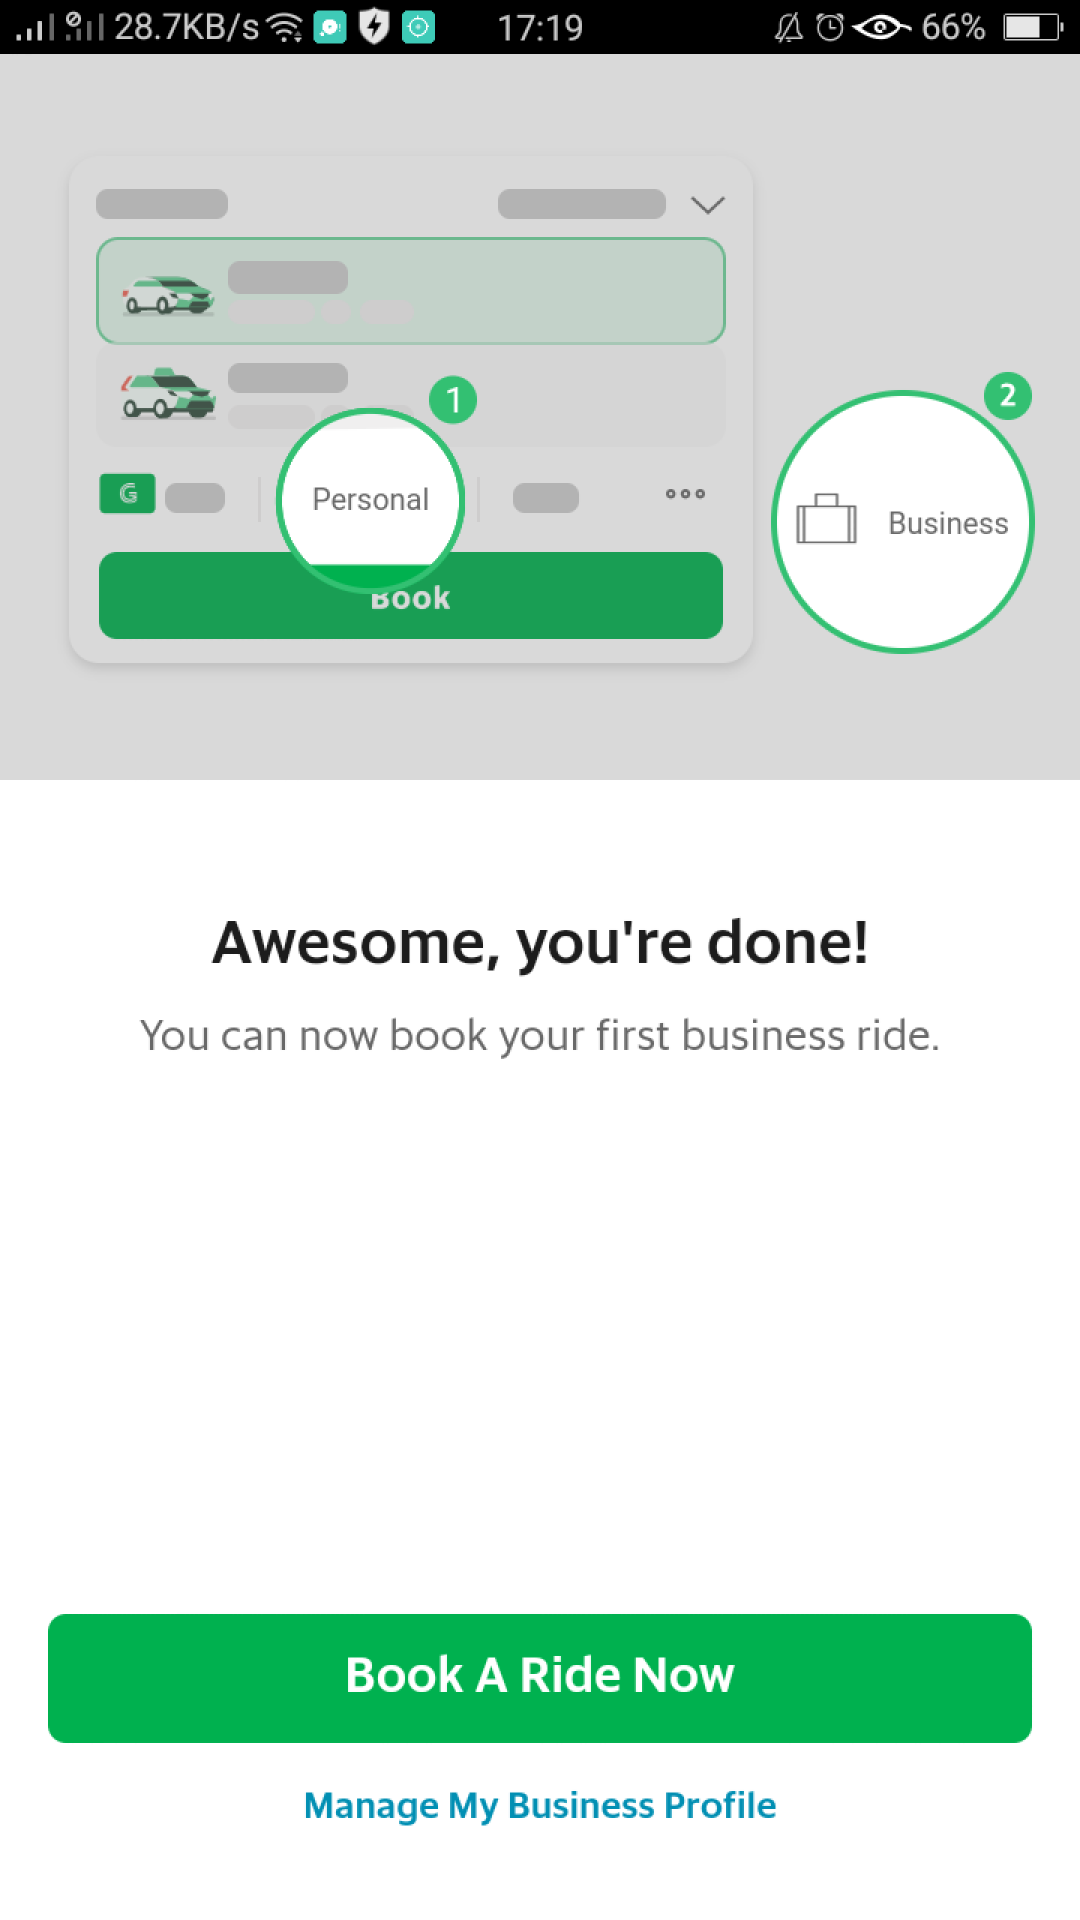 28.7KB/s 17:19 66%
1
2
Personal
Business
G
Book
Awesome, you're done!
You can now book your first business ride.
Book A Ride Now
Manage My Business Profile